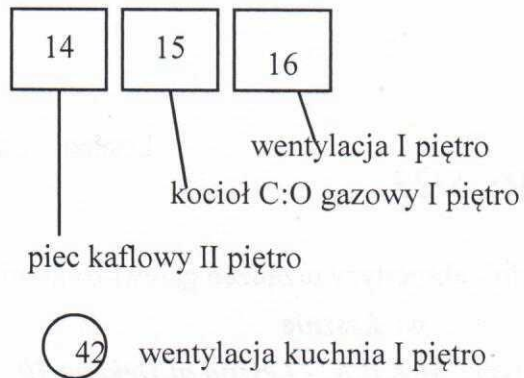 14 15 16
wentylacja I piętro
kocioł C:O gazowy I piętro
piec kaflowy II piętro
42 wentylacja kuchnia I piętro